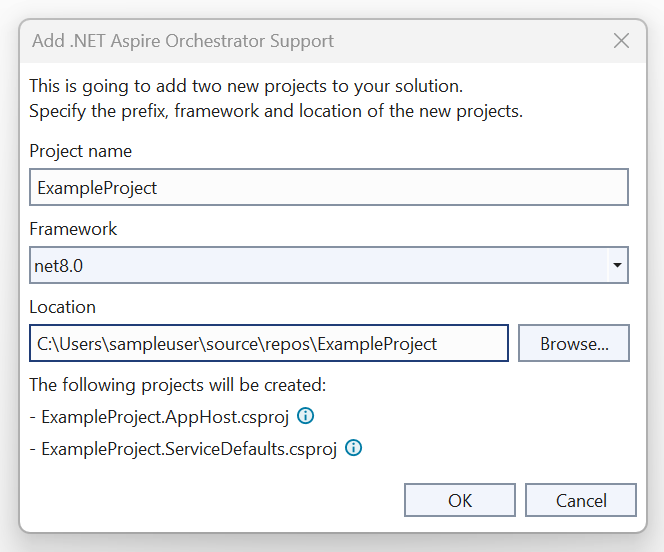 Add .NET Aspire Orchestrator Support
This is going to add two new projects to your solution.
Specify the prefix, framework and location of the new projects.
Project name
ExampleProject
Framework
net8.0
Location
C:\Users\sampleuser\source\repos\ExampleProject
Browse...
The following projects will be created:
- ExampleProject.AppHost.csproj
- ExampleProject.ServiceDefaults.csproj
OK
Cancel